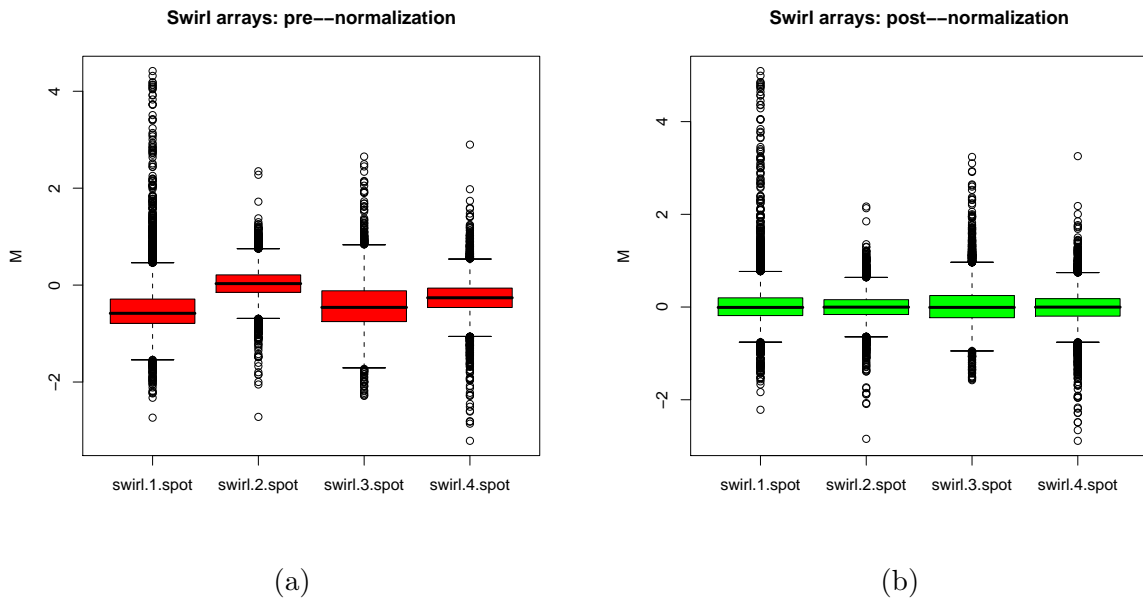 Swirl arrays: pre−−normalization
M
4
2
0
−2
swirl.1.spot swirl.2.spot swirl.3.spot swirl.4.spot
(a)
Swirl arrays: post−−normalization
M
4
2
0
−2
swirl.1.spot swirl.2.spot swirl.3.spot swirl.4.spot
(b)